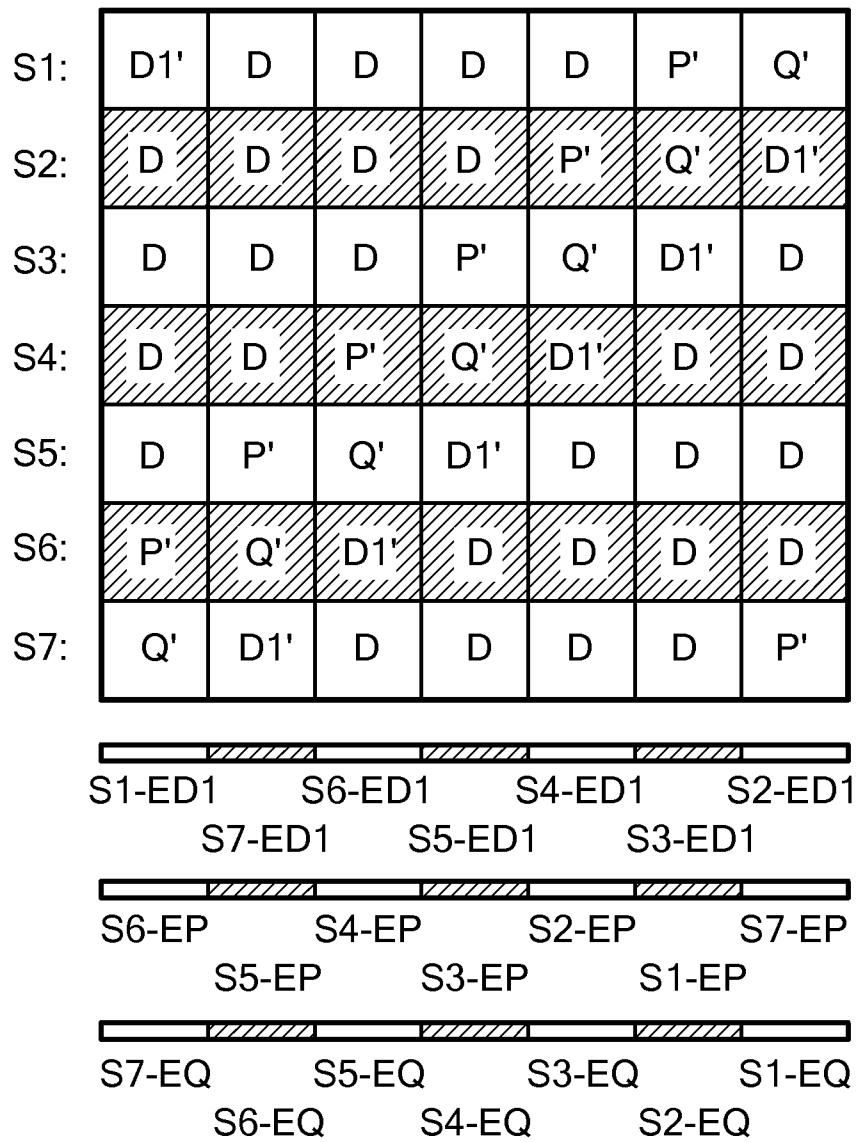 S1: D1' D D D D P' Q'
S2: D D D D P' Q' D1'
S3: D D D P' Q' D1' D
S4: D D P' Q' D1' D D
S5: D P' Q' D1' D D D
S6: P' Q' D1' D D D D
S7: Q' D1' D D D D P'
S1-ED1 S6-ED1 S4-ED1 S2-ED1
S7-ED1 S5-ED1 S3-ED1
S6-EP S4-EP S2-EP S7-EP
S5-EP S3-EP S1-EP
S7-EQ S5-EQ S3-EQ S1-EQ
S6-EQ S4-EQ S2-EQ